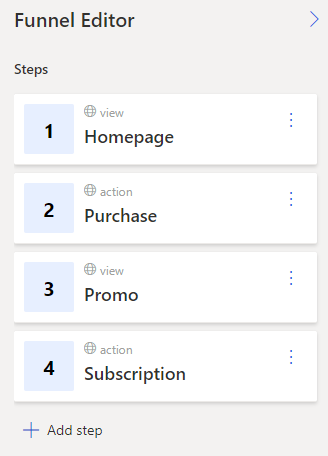 Funnel Editor
Steps
1
view
Homepage
2
action
Purchase
3
view
Promo
4
action
Subscription
Add step